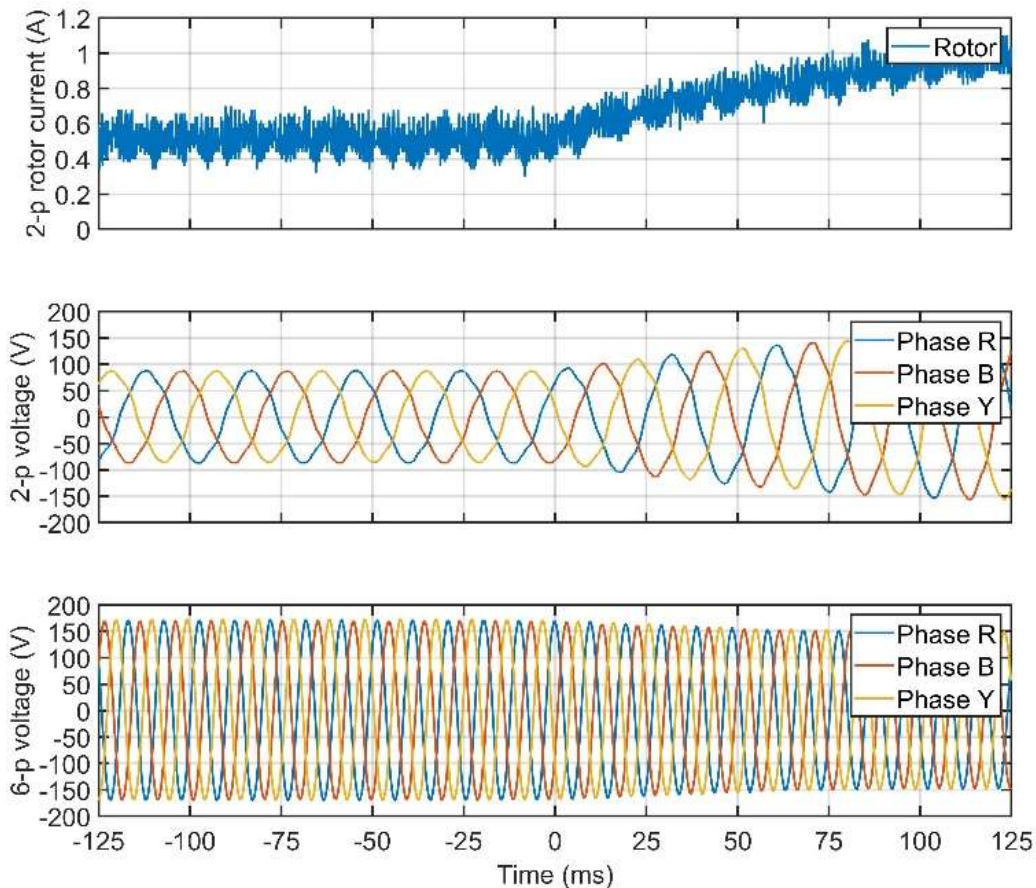 2-p rotor current (A)
1.2
1
0.8
0.6
0.4
0.2
0
Rotor
2-p voltage (V)
200
150
100
50
0
-50
-100
-150
-200
Phase R
Phase B
Phase Y
6-p voltage (V)
200
150
100
50
0
-50
-100
-150
-200
Phase R
Phase B
Phase Y
-125 -100 -75 -50 -25 0 25 50 75 100 125
Time (ms)